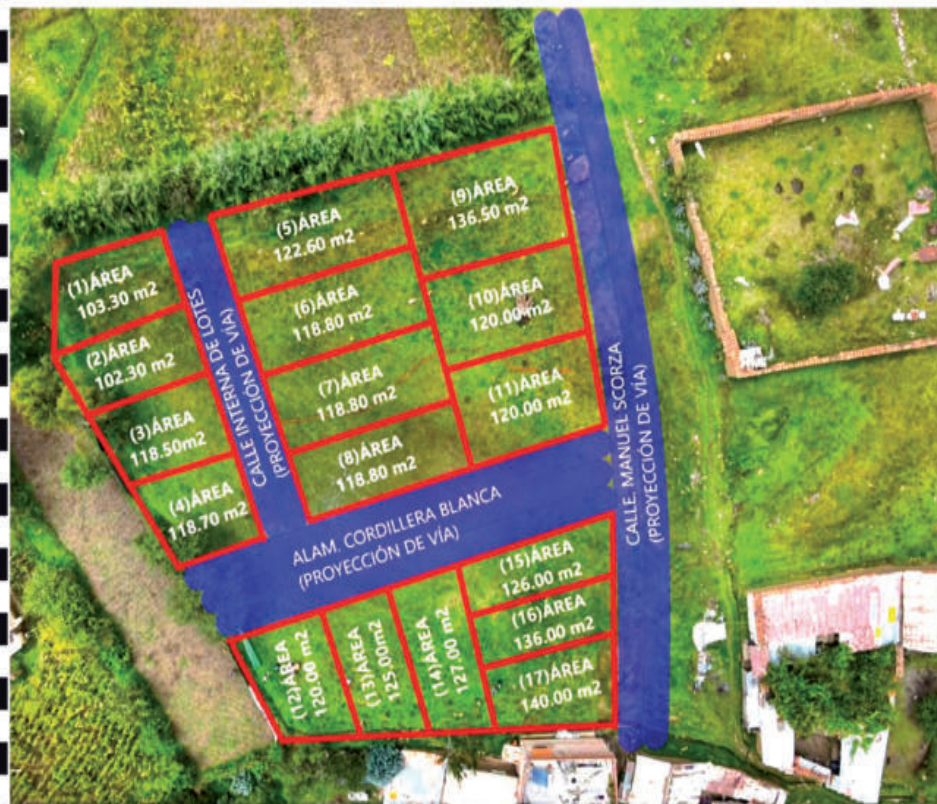 (1)ÁREA
103.30 m2
(2)ÁREA
102.30 m2
(3)ÁREA
118.50m2
(4)ÁREA
118.70 m2
CALLE INTERNA DE LOTES
(PROYECCIÓN DE VÍA)
(5)ÁREA
122.60 m2
(6)ÁREA
118.80 m2
(7)ÁREA
118.80 m2
(8)ÁREA
118.80 m2
(9)ÁREA
136.50 m2
(10)ÁREA
120.00 m2
(11)ÁREA
120.00 m2
CALLE. MANUEL SCORZA
(PROYECCIÓN DE VÍA)
ALAM. CORDILLERA BLANCA
(PROYECCIÓN DE VÍA)
(12)ÁREA
120.00 m2
(13)ÁREA
125.00m2
(14)ÁREA
127.00 m2
(15)ÁREA
126.00 m2
(16)ÁREA
136.00 m2
(17)ÁREA
140.00 m2